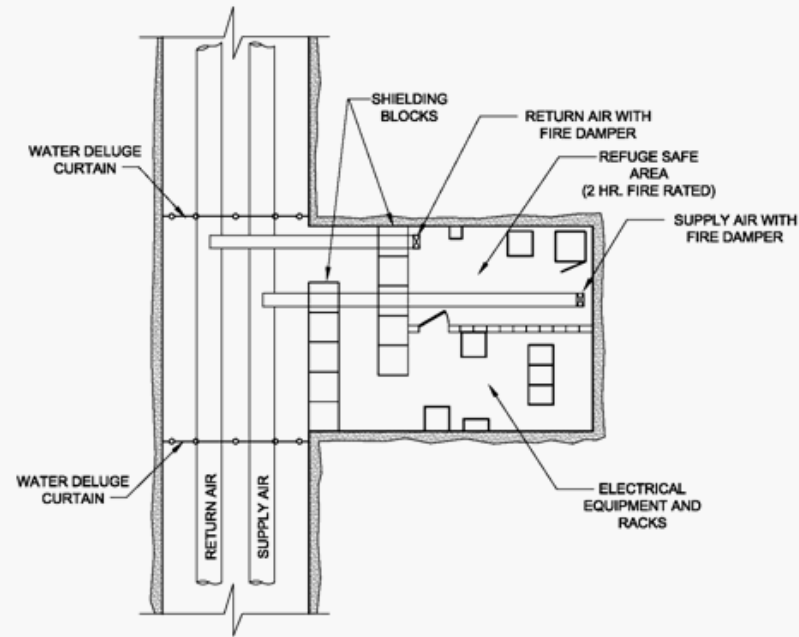 SHIELDING
BLOCKS
RETURN AIR WITH
FIRE DAMPER
WATER DELUGE
CURTAIN
REFUGE SAFE
AREA
(2 HR. FIRE RATED)
SUPPLY AIR WITH
FIRE DAMPER
WATER DELUGE
CURTAIN
RETURN AIR
SUPPLY AIR
ELECTRICAL
EQUIPMENT AND
RACKS